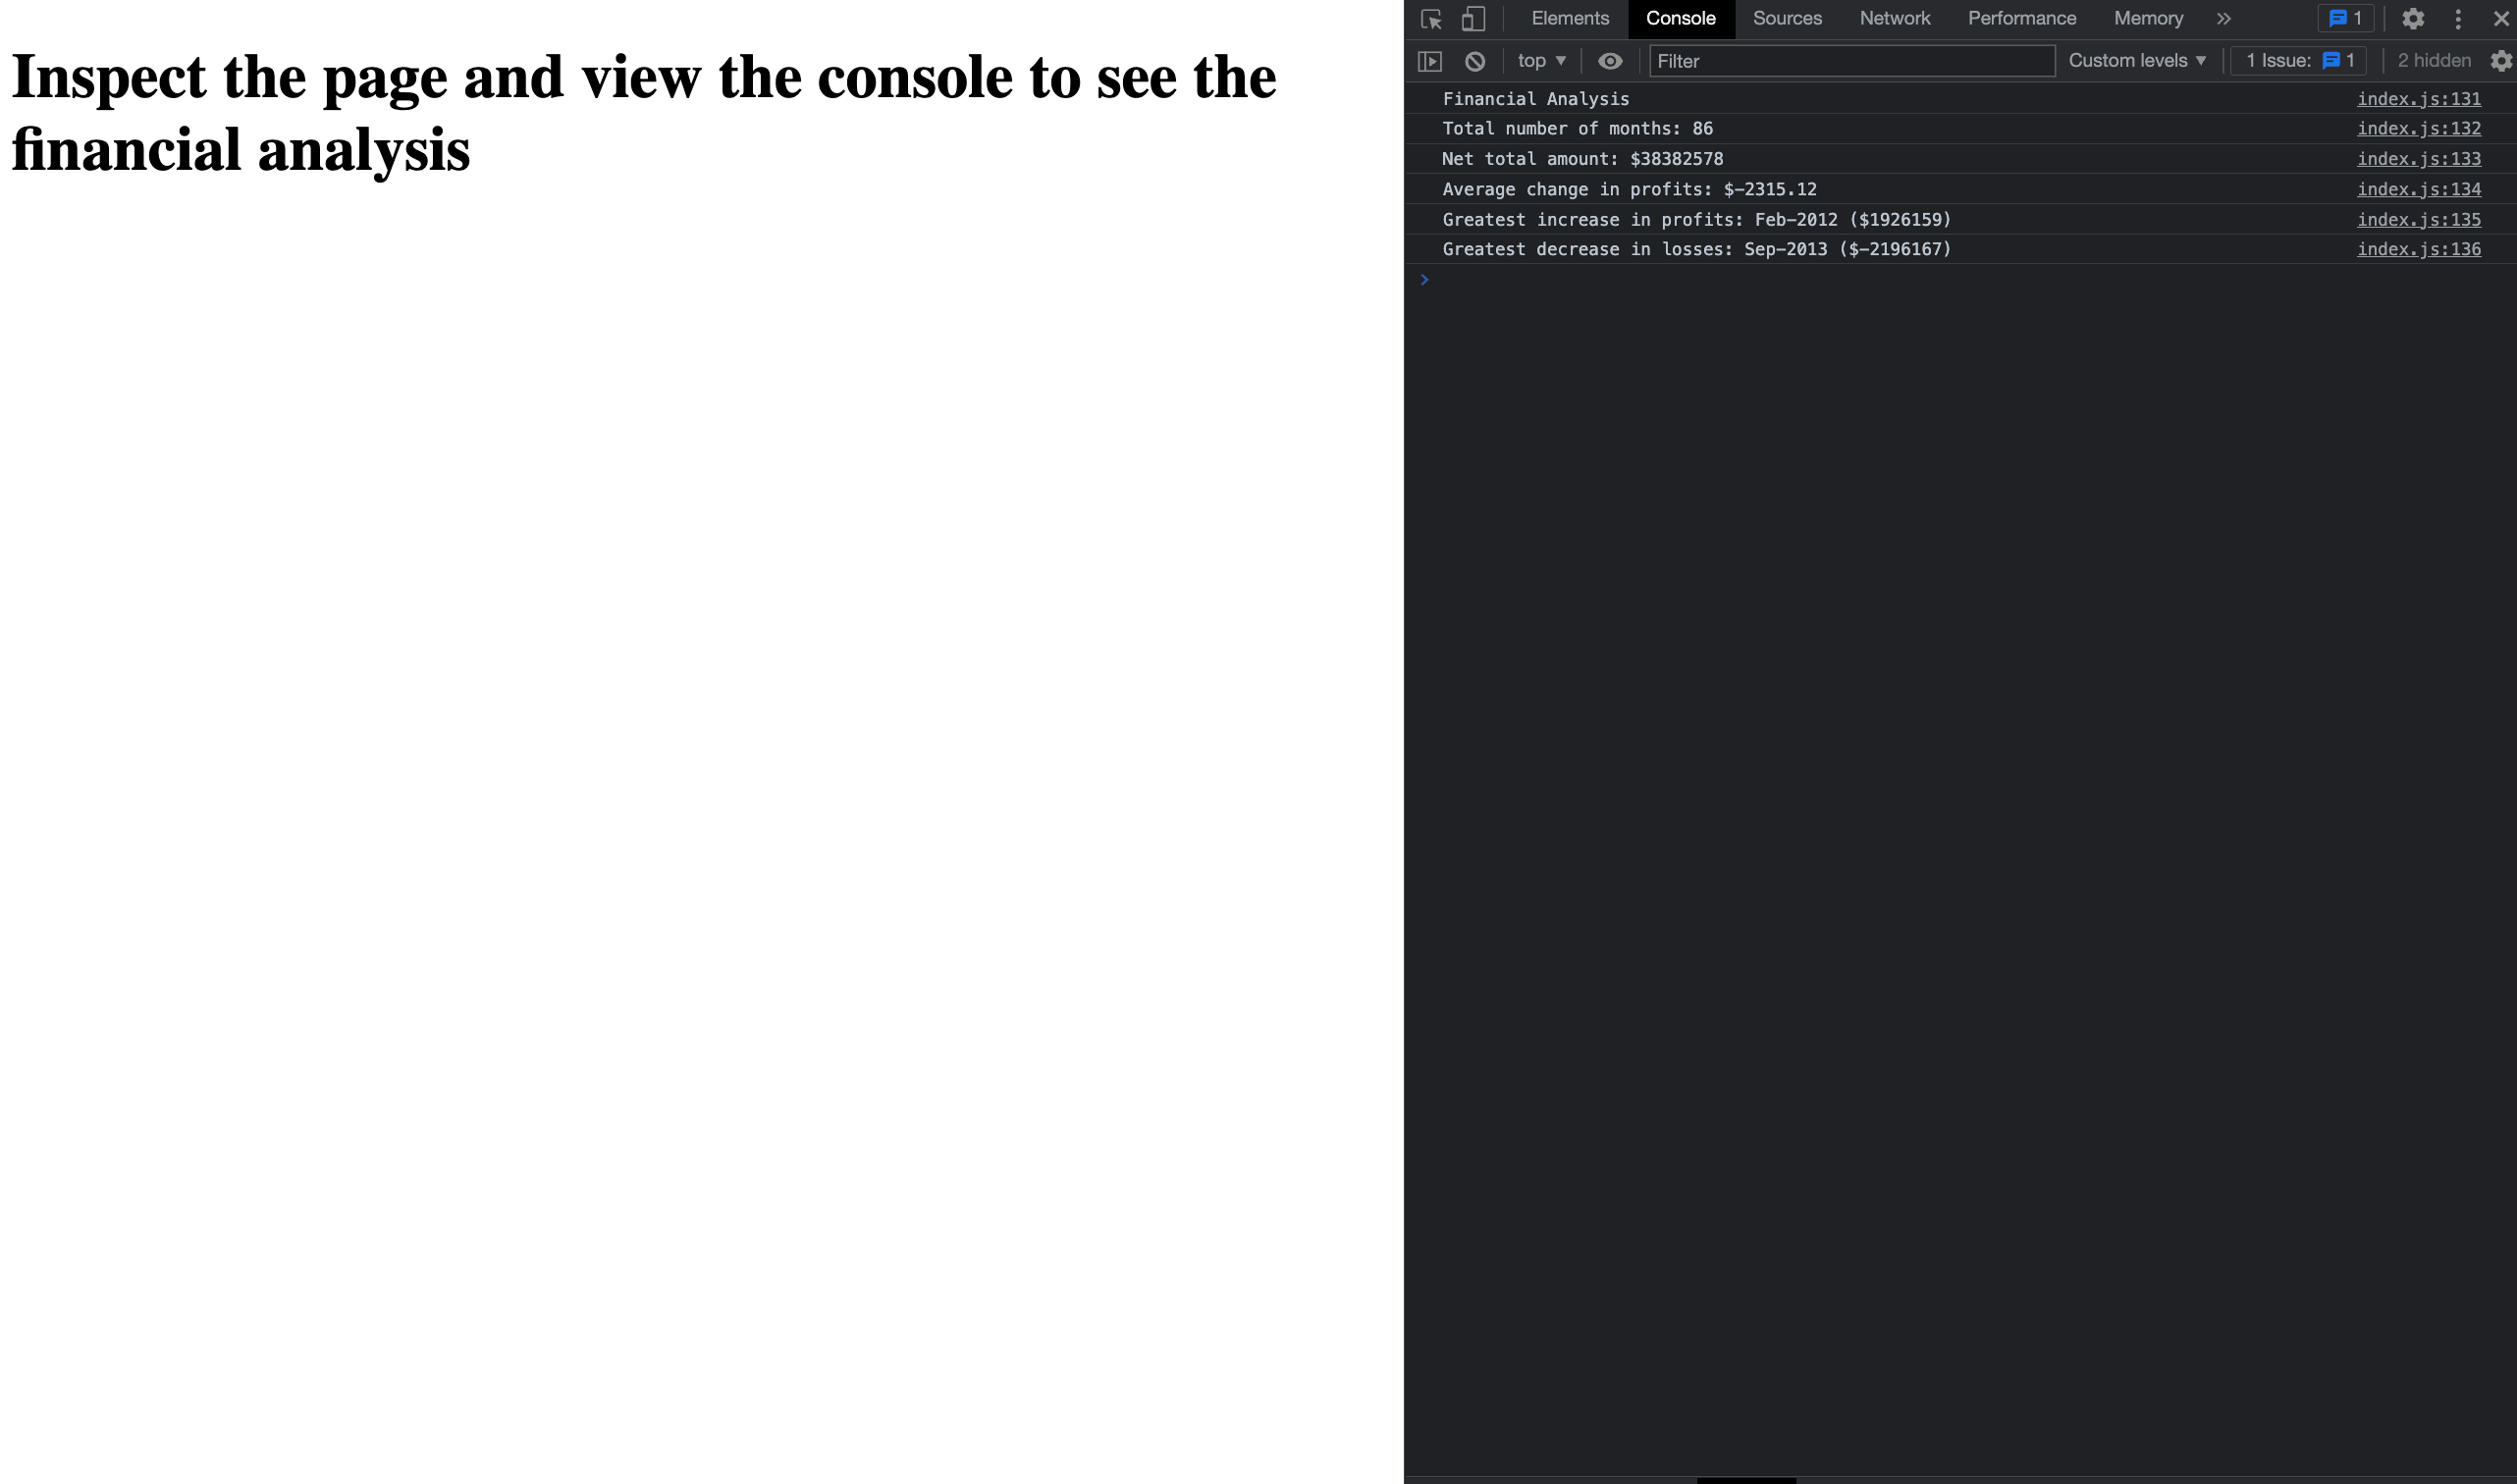 Inspect the page and view the console to see the
financial analysis
Elements Console Sources Network Performance Memory » 1
top ▼ Filter Custom levels ▼ 1 Issue: 1 2 hidden
Financial Analysis index.js:131
Total number of months: 86 index.js:132
Net total amount: $38382578 index.js:133
Average change in profits: $-2315.12 index.js:134
Greatest increase in profits: Feb-2012 ($1926159) index.js:135
Greatest decrease in losses: Sep-2013 ($-2196167) index.js:136